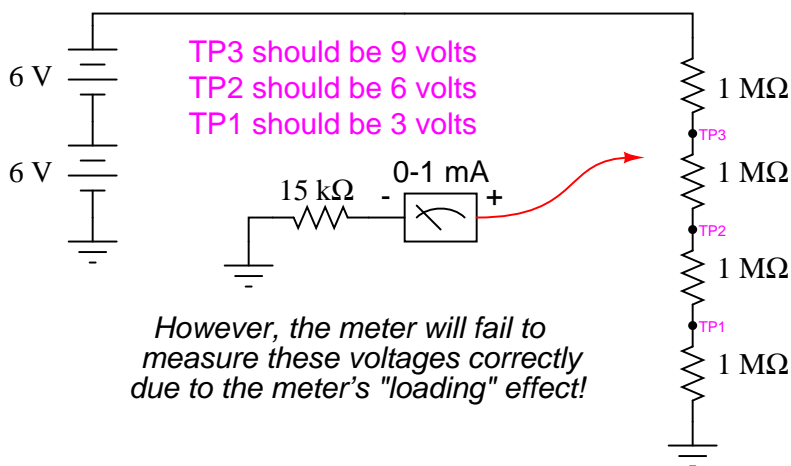 TP3 should be 9 volts
TP2 should be 6 volts
TP1 should be 3 volts
6 V
6 V
1 MΩ
TP3
1 MΩ
TP2
1 MΩ
TP1
1 MΩ
15 kΩ
-
0-1 mA
+
However, the meter will fail to
measure these voltages correctly
due to the meter's "loading" effect!